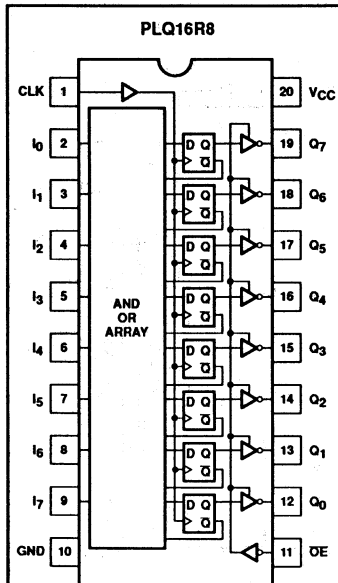 PLQ16R8
CLK 1 20 VCC
I0 2 D Q 19 Q7
Q̅
I1 3 D Q 18 Q6
Q̅
I2 4 D Q 17 Q5
Q̅
I3 5 D Q 16 Q4
Q̅
AND
OR
ARRAY
I4 6 D Q 15 Q3
Q̅
I5 7 D Q 14 Q2
Q̅
I6 8 D Q 13 Q1
Q̅
I7 9 D Q 12 Q0
Q̅
GND 10 11 O̅E̅